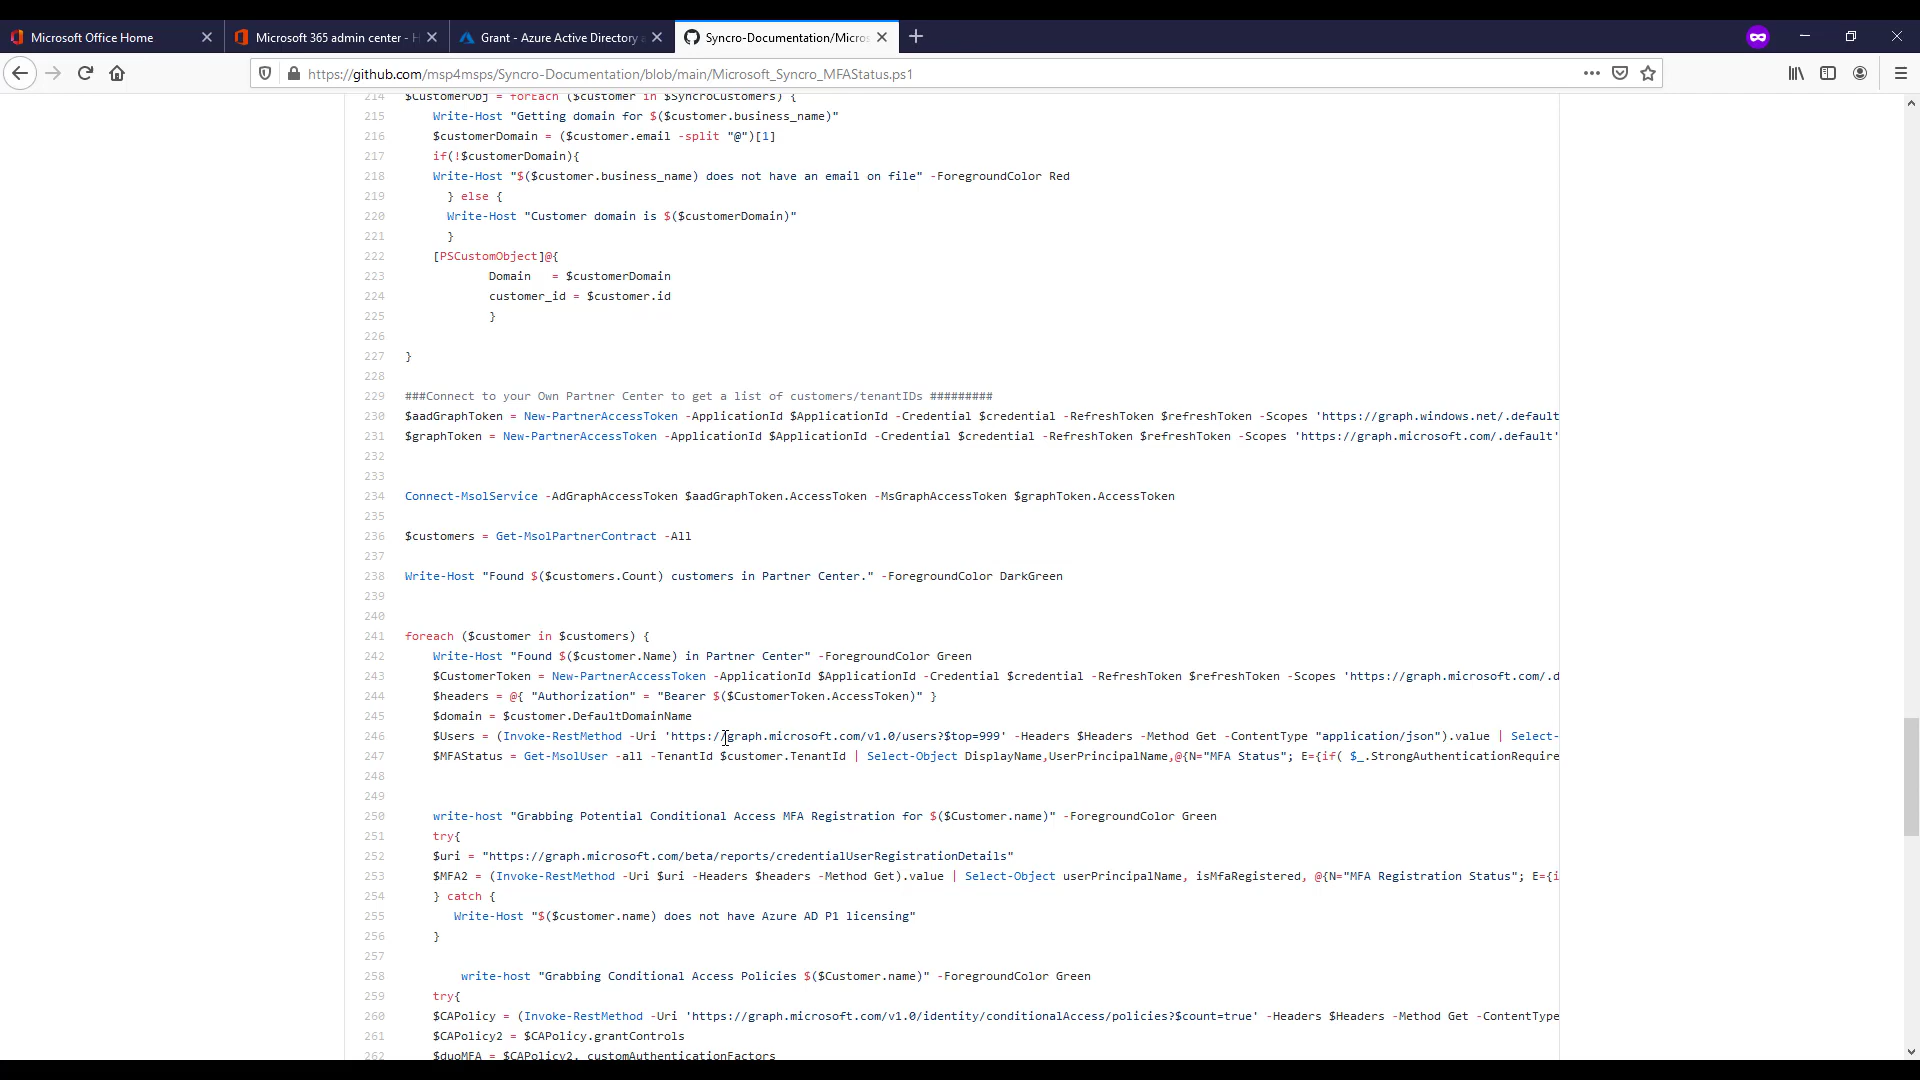 Microsoft Office Home
Microsoft 365 admin center - H
Grant - Azure Active Directory
Syncro-Documentation/Micros
https://github.com/msp4msps/Syncro-Documentation/blob/main/Microsoft_Syncro_MFAStatus.ps1
214 $CustomerObj = forEach ($customer in $SyncroCustomers) {
215 Write-Host "Getting domain for $($customer.business_name)"
216 $customerDomain = ($customer.email -split "@")[1]
217 if(!$customerDomain){
218 Write-Host "$($customer.business_name) does not have an email on file" -ForegroundColor Red
219 } else {
220 Write-Host "Customer domain is $($customerDomain)"
221 }
222 [PSCustomObject]@{
223 Domain = $customerDomain
224 customer_id = $customer.id
225 }
226
227 }
228
229 ###Connect to your Own Partner Center to get a list of customers/tenantIDs #########
230 $aadGraphToken = New-PartnerAccessToken -ApplicationId $ApplicationId -Credential $credential -RefreshToken $refreshToken -Scopes 'https://graph.windows.net/.default
231 $graphToken = New-PartnerAccessToken -ApplicationId $ApplicationId -Credential $credential -RefreshToken $refreshToken -Scopes 'https://graph.microsoft.com/.default'
232
233
234 Connect-MsolService -AdGraphAccessToken $aadGraphToken.AccessToken -MsGraphAccessToken $graphToken.AccessToken
235
236 $customers = Get-MsolPartnerContract -All
237
238 Write-Host "Found $($customers.Count) customers in Partner Center." -ForegroundColor DarkGreen
239
240
241 foreach ($customer in $customers) {
242 Write-Host "Found $($customer.Name) in Partner Center" -ForegroundColor Green
243 $CustomerToken = New-PartnerAccessToken -ApplicationId $ApplicationId -Credential $credential -RefreshToken $refreshToken -Scopes 'https://graph.microsoft.com/.d
244 $headers = @{ "Authorization" = "Bearer $($CustomerToken.AccessToken)" }
245 $domain = $customer.DefaultDomainName
246 $Users = (Invoke-RestMethod -Uri 'https://graph.microsoft.com/v1.0/users?$top=999' -Headers $Headers -Method Get -ContentType "application/json").value | Select-
247 $MFAStatus = Get-MsolUser -all -TenantId $customer.TenantId | Select-Object DisplayName,UserPrincipalName,@{N="MFA Status"; E={if( $_.StrongAuthenticationRequire
248
249
250 write-host "Grabbing Potential Conditional Access MFA Registration for $($Customer.name)" -ForegroundColor Green
251 try{
252 $uri = "https://graph.microsoft.com/beta/reports/credentialUserRegistrationDetails"
253 $MFA2 = (Invoke-RestMethod -Uri $uri -Headers $headers -Method Get).value | Select-Object userPrincipalName, isMfaRegistered, @{N="MFA Registration Status"; E={i
254 } catch {
255 Write-Host "$($customer.name) does not have Azure AD P1 licensing"
256 }
257
258 write-host "Grabbing Conditional Access Policies $($Customer.name)" -ForegroundColor Green
259 try{
260 $CAPolicy = (Invoke-RestMethod -Uri 'https://graph.microsoft.com/v1.0/identity/conditionalAccess/policies?$count=true' -Headers $Headers -Method Get -ContentType
261 $CAPolicy2 = $CAPolicy.grantControls
262 $duoMFA = $CAPolicy2. customAuthenticationFactors